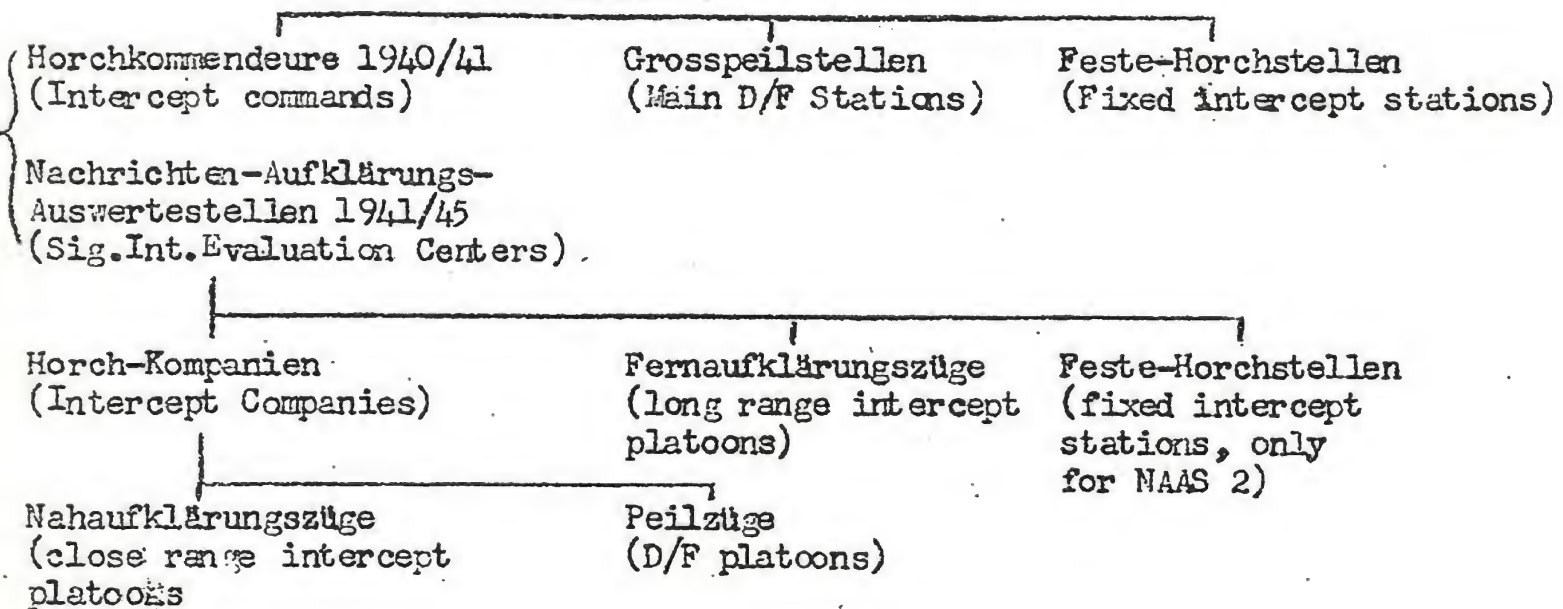 Horchkommendeure 1940/41
(Intercept commands)
Grosspeilstellen
(Main D/F Stations)
Feste-Horchstellen
(Fixed intercept stations)
Nachrichten-Aufklärungs-
Auswertestellen 1941/45
(Sig.Int.Evaluation Centers).
Horch-Kompanien
(Intercept Companies)
Fernaufklärungszüge
(long range intercept
platoons)
Feste-Horchstellen
(fixed intercept
stations, only
for NAAS 2)
Nahaufklärungszüge
(close range intercept
platoons
Peilzüge
(D/F platoons)